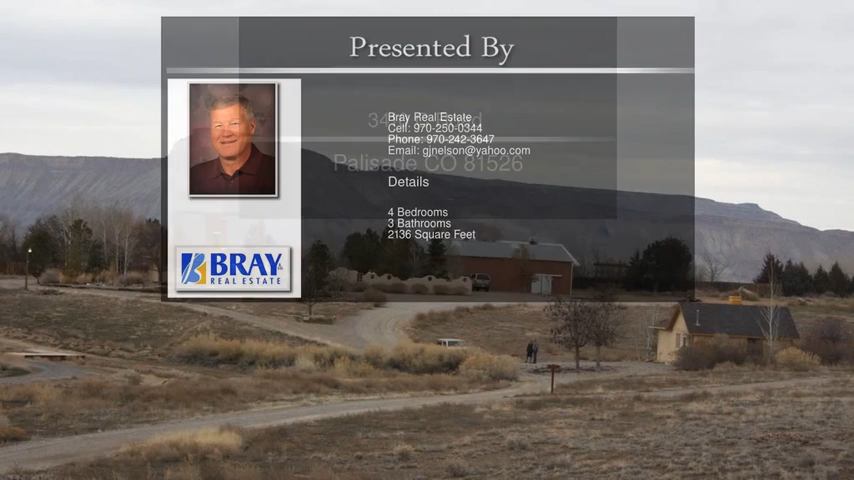 Presented By
Bray Real Estate
Cell: 970-250-0344
Phone: 970-242-3647
Email: gjnelson@yahoo.com
Palisade CO 81526
Details
4 Bedrooms
3 Bathrooms
2136 Square Feet
BRAY
REAL ESTATE